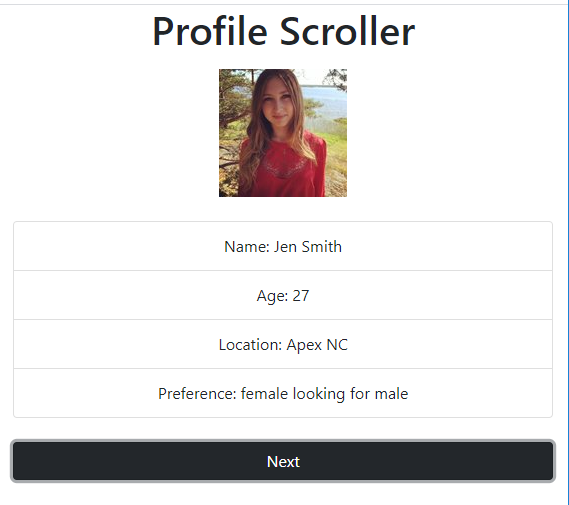 Profile Scroller
Name: Jen Smith
Age: 27
Location: Apex NC
Preference: female looking for male
Next